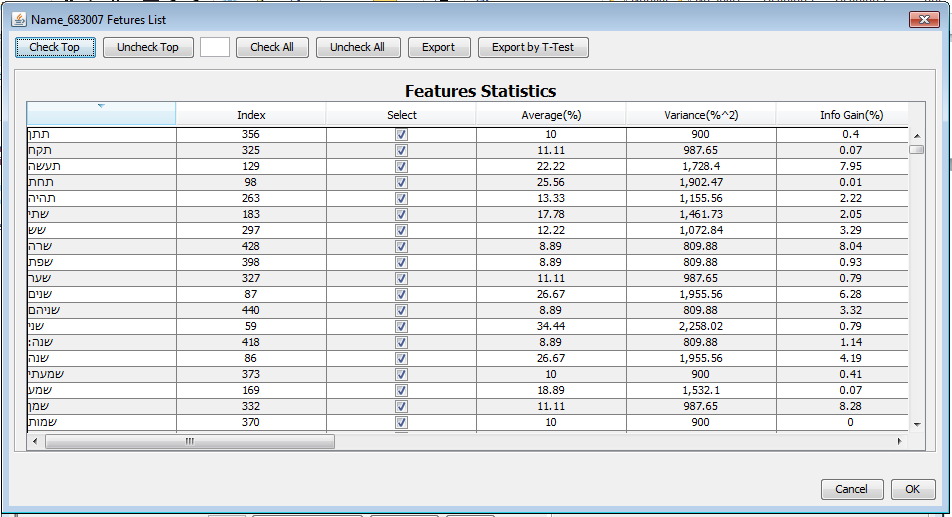 Name_683007 Fetures List
Check Top Uncheck Top Check All Uncheck All Export Export by T-Test
Features Statistics
Index Select Average(%) Variance(%^2) Info Gain(%)
תתן 356 10 900 0.4
תקח 325 11.11 987.65 0.07
תעשה 129 22.22 1,728.4 7.95
תחת 98 25.56 1,902.47 0.01
תהיה 263 13.33 1,155.56 2.22
שתי 183 17.78 1,461.73 2.05
שש 297 12.22 1,072.84 3.29
שרה 428 8.89 809.88 8.04
שפת 398 8.89 809.88 0.93
שער 327 11.11 987.65 0.79
שנים 87 26.67 1,955.56 6.28
שניהם 440 8.89 809.88 3.32
שני 59 34.44 2,258.02 0.79
שנה: 418 8.89 809.88 1.14
שנה 86 26.67 1,955.56 4.19
שמעתי 373 10 900 0.41
שמע 169 18.89 1,532.1 0.07
שמן 332 11.11 987.65 8.28
שמות 370 10 900 0
Cancel OK